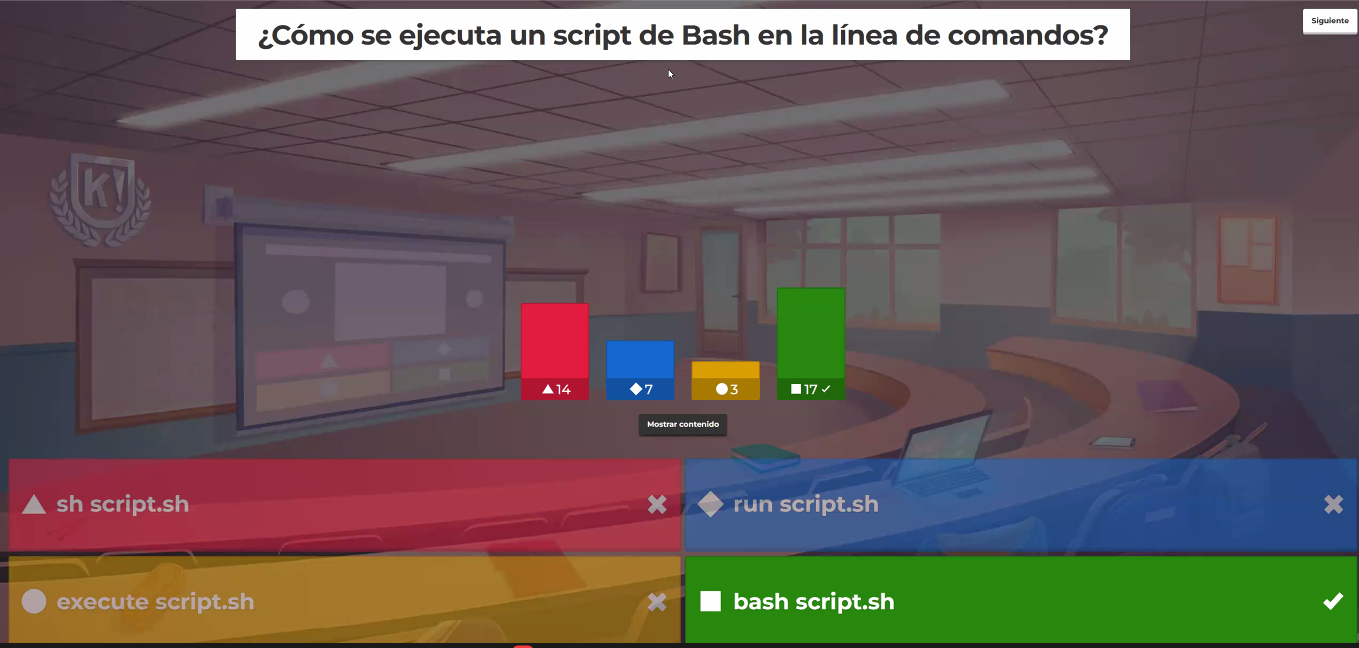 ¿Cómo se ejecuta un script de Bash en la línea de comandos?
Siguiente
K!
14
7
3
17
Mostrar contenido
sh script.sh
run script.sh
execute script.sh
bash script.sh